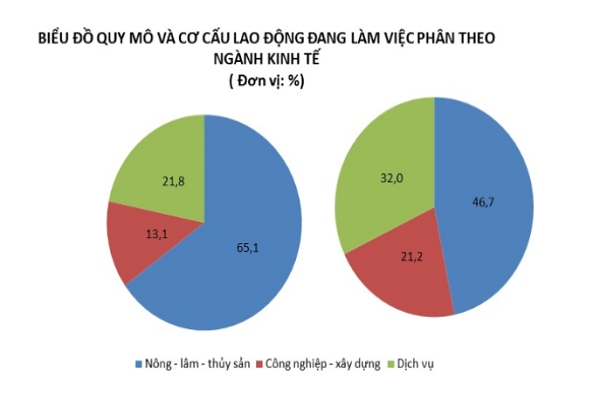 BIỂU ĐỒ QUY MÔ VÀ CƠ CẤU LAO ĐỘNG ĐANG LÀM VIỆC PHÂN THEO
NGÀNH KINH TẾ
( Đơn vị: %)
21,8
13,1
65,1
32,0
46,7
21,2
Nông - lâm - thủy sản Công nghiệp - xây dựng Dịch vụ